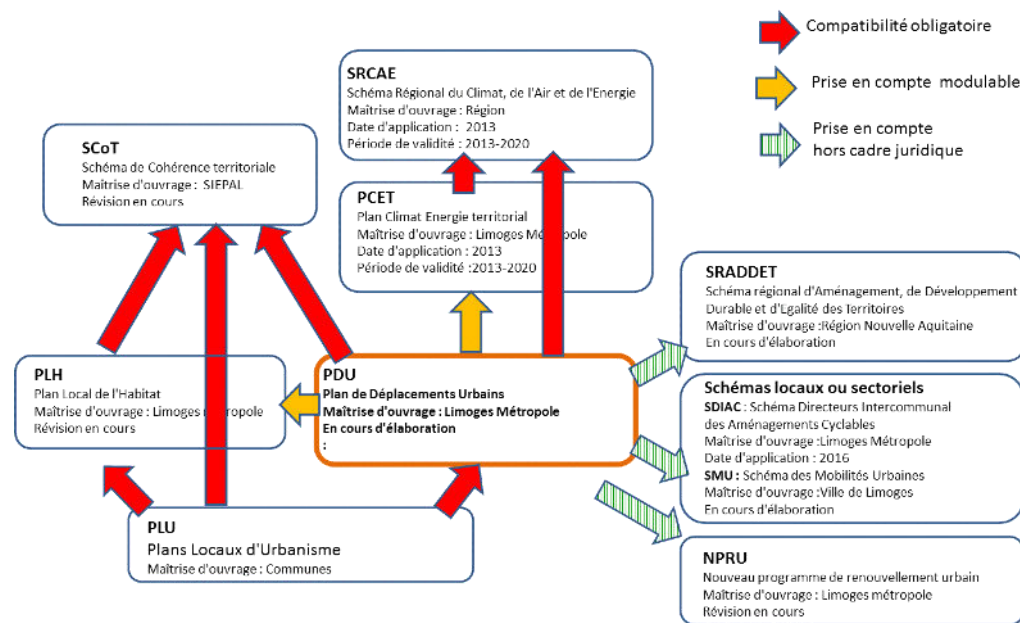 Compatibilité obligatoire
Prise en compte modulable
Prise en compte
hors cadre juridique
SRCAE
Schéma Régional du Climat, de l'Air et de l'Energie
Maîtrise d'ouvrage : Région
Date d'application : 2013
Période de validité : 2013-2020
SCoT
Schéma de Cohérence territoriale
Maîtrise d'ouvrage : SIEPAL
Révision en cours
PCET
Plan Climat Energie territorial
Maîtrise d'ouvrage : Limoges Métropole
Date d'application : 2013
Période de validité :2013-2020
SRADDET
Schéma régional d'Aménagement, de Développement
Durable et d'Egalité des Territoires
Maîtrise d'ouvrage :Région Nouvelle Aquitaine
En cours d'élaboration
PLH
Plan Local de l'Habitat
Maîtrise d'ouvrage : Limoges métropole
Révision en cours
PDU
Plan de Déplacements Urbains
Maîtrise d'ouvrage : Limoges Métropole
En cours d'élaboration
:
Schémas locaux ou sectoriels
SDIAC : Schéma Directeurs Intercommunal
des Aménagements Cyclables
Maîtrise d'ouvrage :Limoges Métropole
Date d'application : 2016
SMU : Schéma des Mobilités Urbaines
Maîtrise d'ouvrage :Ville de Limoges
En cours d'élaboration
PLU
Plans Locaux d'Urbanisme
Maîtrise d'ouvrage : Communes
NPRU
Nouveau programme de renouvellement urbain
Maîtrise d'ouvrage : Limoges métropole
Révision en cours